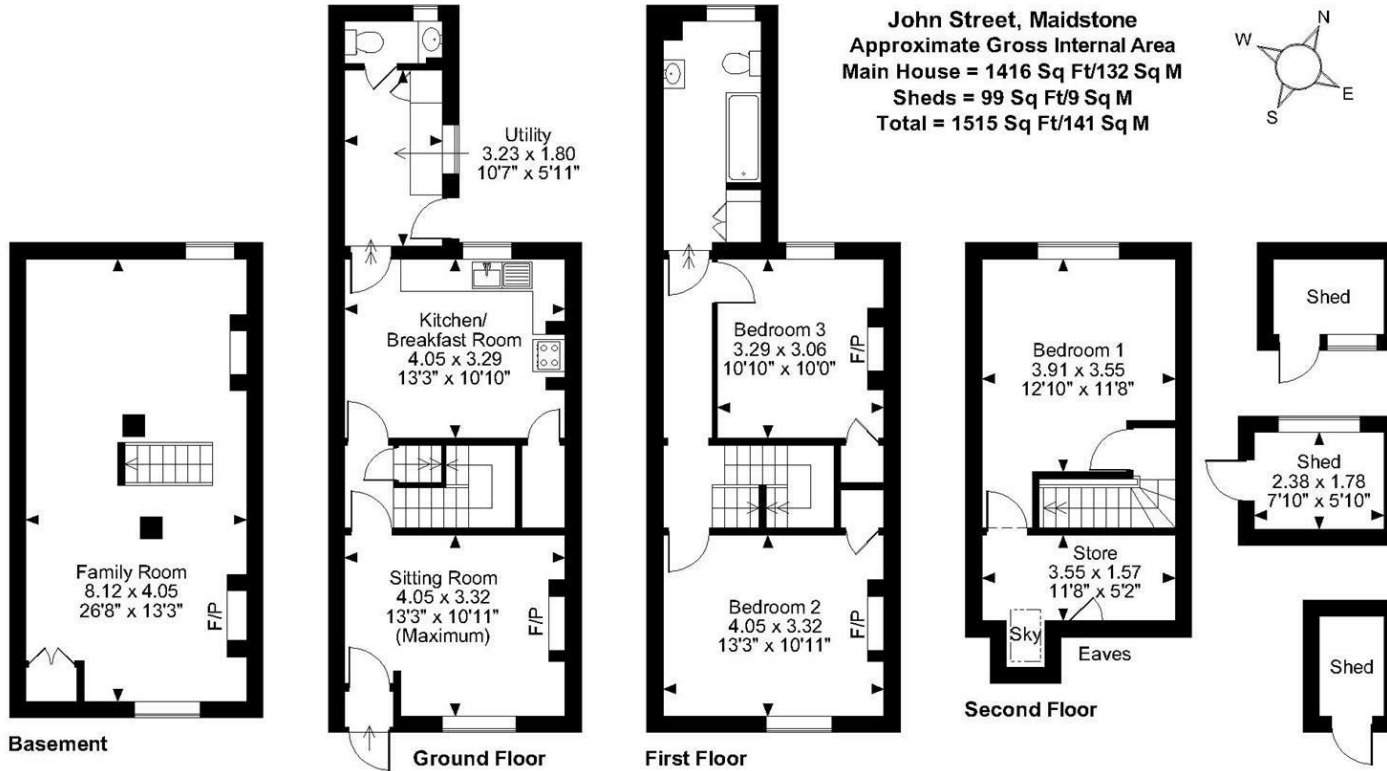 John Street, Maidstone
Approximate Gross Internal Area
Main House = 1416 Sq Ft/132 Sq M
Sheds = 99 Sq Ft/9 Sq M
Total = 1515 Sq Ft/141 Sq M
N
W
E
S
Utility
3.23 x 1.80
10'7" x 5'11"
Family Room
8.12 x 4.05
26'8" x 13'3"
F/P
Basement
Kitchen/
Breakfast Room
4.05 x 3.29
13'3" x 10'10"
Sitting Room
4.05 x 3.32
13'3" x 10'11"
(Maximum)
F/P
Ground Floor
Bedroom 3
3.29 x 3.06
10'10" x 10'0"
F/P
Bedroom 2
4.05 x 3.32
13'3" x 10'11"
F/P
First Floor
Bedroom 1
3.91 x 3.55
12'10" x 11'8"
Store
3.55 x 1.57
11'8" x 5'2"
Sky
Eaves
Second Floor
Shed
Shed
2.38 x 1.78
7'10" x 5'10"
Shed